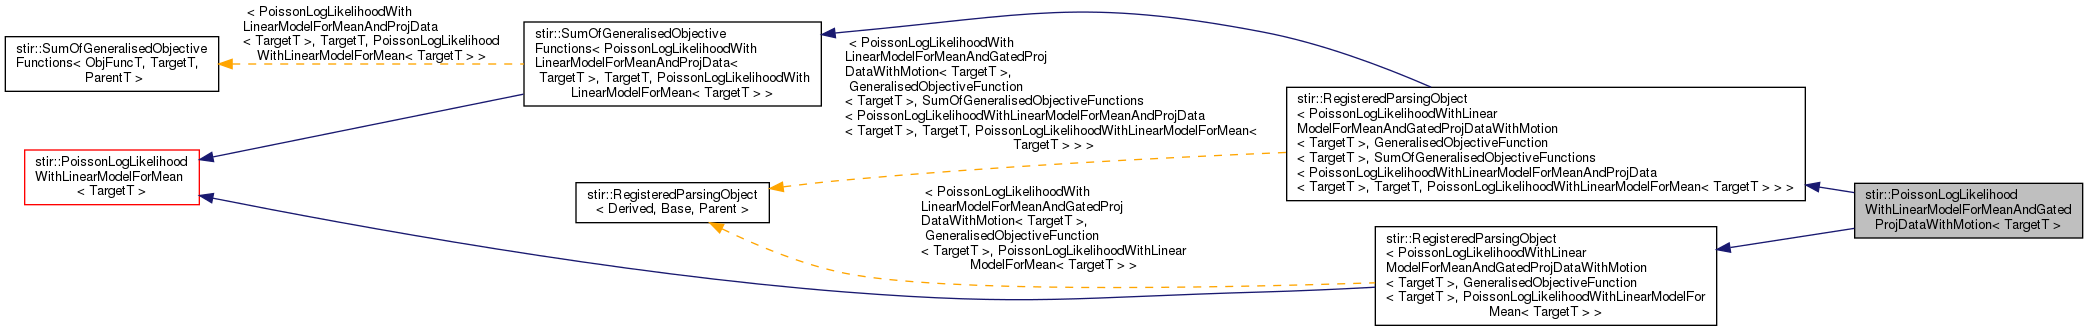 stir::SumOfGeneralisedObjective
Functions< ObjFuncT, TargetT,
ParentT >
< PoissonLogLikelihoodWith
LinearModelForMeanAndProjData
< TargetT >, TargetT, PoissonLogLikelihood
WithLinearModelForMean< TargetT > >
stir::PoissonLogLikelihood
WithLinearModelForMean
< TargetT >
stir::SumOfGeneralisedObjective
Functions< PoissonLogLikelihoodWith
LinearModelForMeanAndProjData<
TargetT >, TargetT, PoissonLogLikelihoodWith
LinearModelForMean< TargetT > >
stir::RegisteredParsingObject
< Derived, Base, Parent >
< PoissonLogLikelihoodWith
LinearModelForMeanAndGatedProj
DataWithMotion< TargetT >,
GeneralisedObjectiveFunction
< TargetT >, SumOfGeneralisedObjectiveFunctions
< PoissonLogLikelihoodWithLinearModelForMeanAndProjData
< TargetT >, TargetT, PoissonLogLikelihoodWithLinearModelForMean<
TargetT > > >
< PoissonLogLikelihoodWith
LinearModelForMeanAndGatedProj
DataWithMotion< TargetT >,
GeneralisedObjectiveFunction
< TargetT >, PoissonLogLikelihoodWithLinear
ModelForMean< TargetT > >
stir::RegisteredParsingObject
< PoissonLogLikelihoodWithLinear
ModelForMeanAndGatedProjDataWithMotion
< TargetT >, GeneralisedObjectiveFunction
< TargetT >, SumOfGeneralisedObjectiveFunctions
< PoissonLogLikelihoodWithLinearModelForMeanAndProjData
< TargetT >, TargetT, PoissonLogLikelihoodWithLinearModelForMean< TargetT > > >
stir::RegisteredParsingObject
< PoissonLogLikelihoodWithLinear
ModelForMeanAndGatedProjDataWithMotion
< TargetT >, GeneralisedObjectiveFunction
< TargetT >, PoissonLogLikelihoodWithLinearModelFor
Mean< TargetT > >
stir::PoissonLogLikelihood
WithLinearModelForMeanAndGated
ProjDataWithMotion< TargetT >